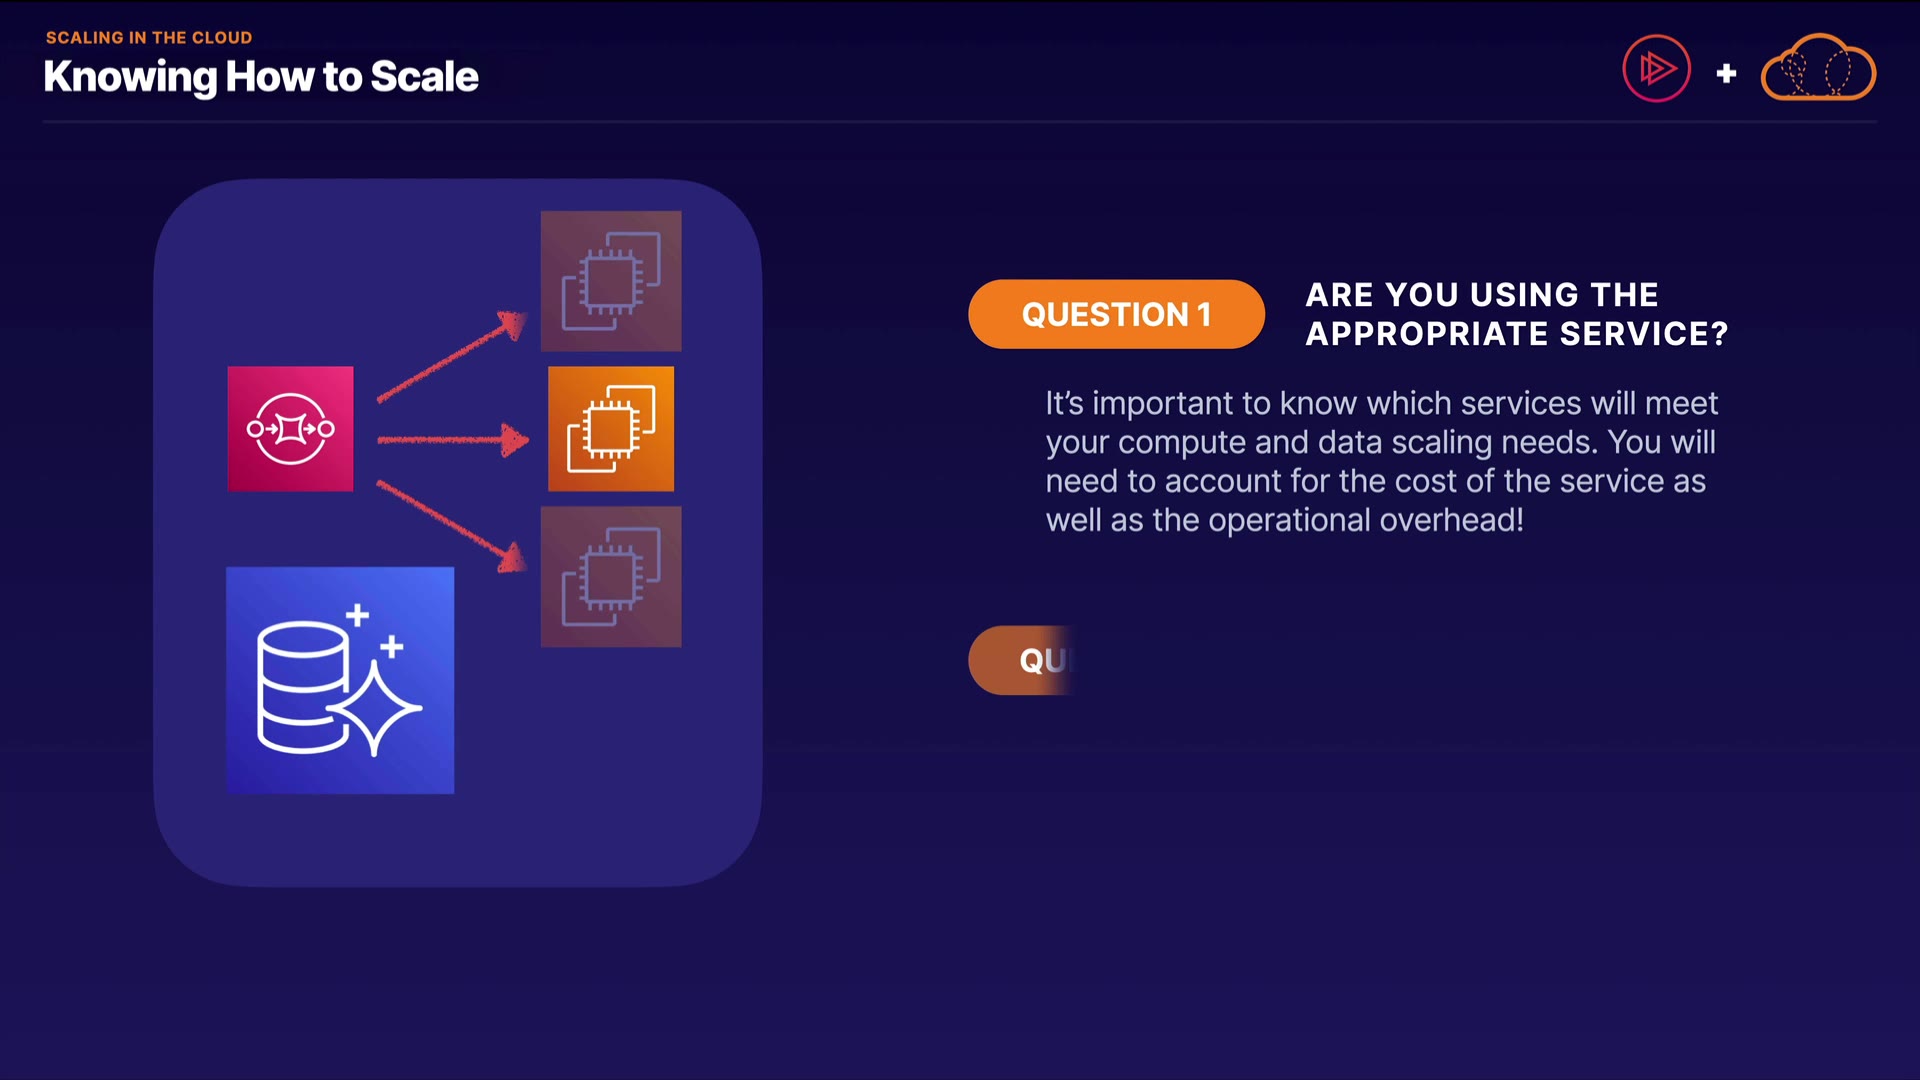 SCALING IN THE CLOUD
Knowing How to Scale
QUESTION 1
ARE YOU USING THE
APPROPRIATE SERVICE?
It’s important to know which services will meet
your compute and data scaling needs. You will
need to account for the cost of the service as
well as the operational overhead!